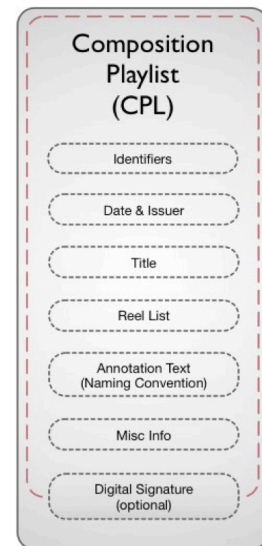 Composition
Playlist
(CPL)
Identifiers
Date & Issuer
Title
Reel List
Annotation Text
(Naming Convention)
Misc Info
Digital Signature
(optional)